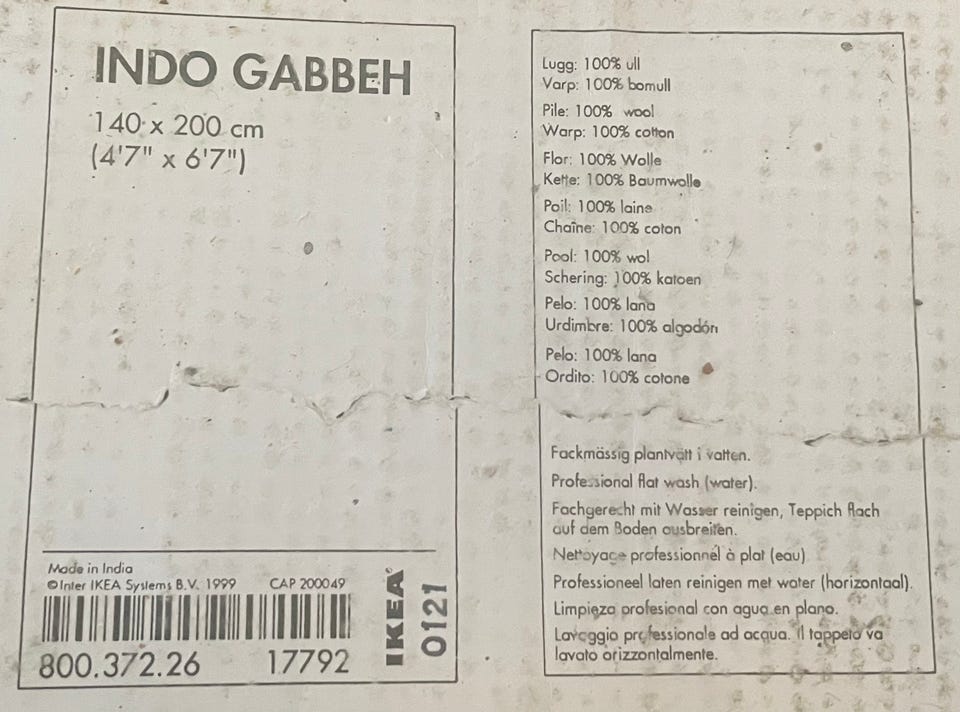 INDO GABBEH
140 x 200 cm
(4'7" x 6'7")
Made in India
©Inter IKEA Systems B.V. 1999 CAP 200049
800.372.26 17792
IKEA
0121
Lugg: 100% ull
Varp: 100% bomull
Pile: 100% wool
Warp: 100% cotton
Flor: 100% Wolle
Kette: 100% Baumwolle
Poil: 100% laine
Chaîne: 100% coton
Pool: 100% wol
Schering: 100% katoen
Pelo: 100% lana
Urdimbre: 100% algodón
Pelo: 100% lana
Ordito: 100% cotone
Fackmässig plantvätt i vatten.
Professional flat wash (water).
Fachgerecht mit Wasser reinigen, Teppich flach
auf dem Boden ausbreiten.
Nettoyage professionnel à plat (eau)
Professioneel laten reinigen met water (horizontaal).
Limpieza profesional con agua en plano.
Lavaggio professionale ad acqua. Il tappeto va
lavato orizzontalmente.